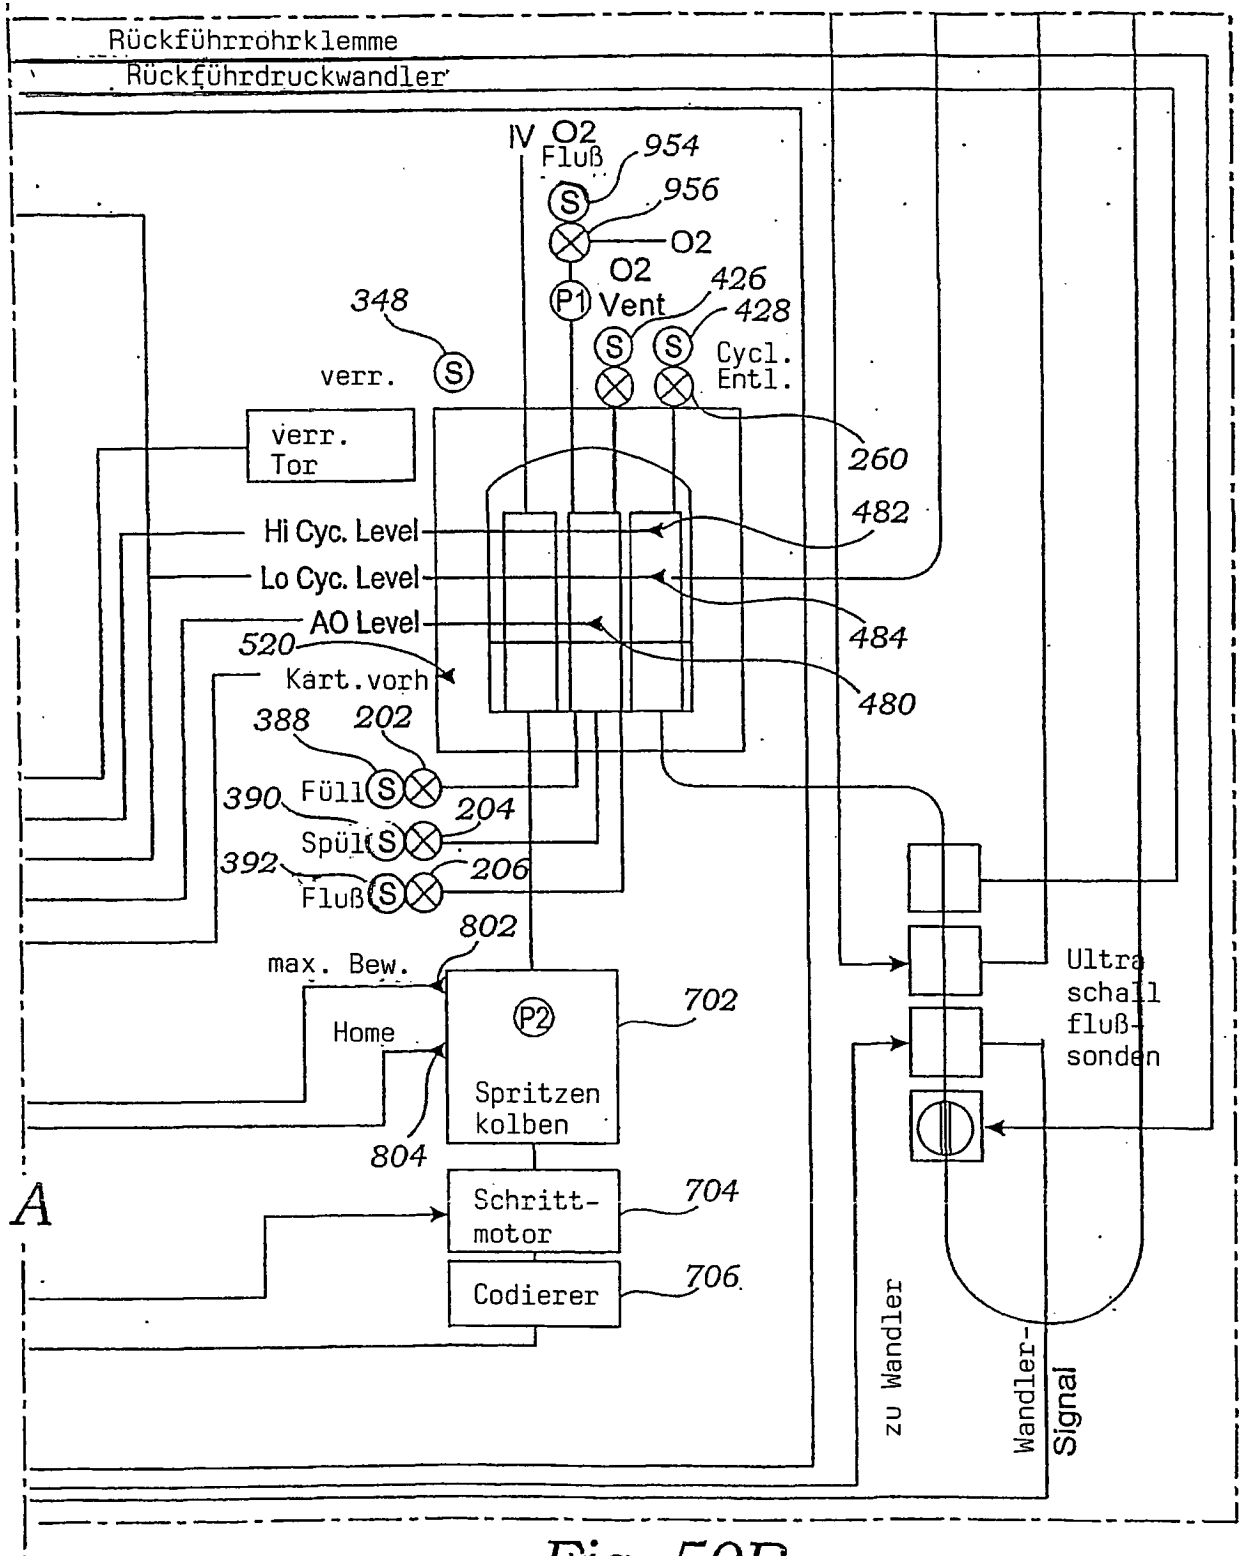 Rückführrohrklemme
Rückführdruckwandler
IV O2
Fluß
954
956
O2
O2
Vent
P1
S
426
428
348
S
S
S
Cycl.
Entl.
verr.
verr.
Tor
260
Hi Cyc. Level
482
Lo Cyc. Level
AO Level
484
520
Kart.vorh
480
388
202
Füll S
390
204
Spül S
392
206
Fluß S
802
max. Bew.
Home
P2
702
Spritzen
kolben
804
Ultra
schall
fluß-
sonden
A
Schritt-
motor
704
Codierer
706
zu Wandler
Wandler-
Signal